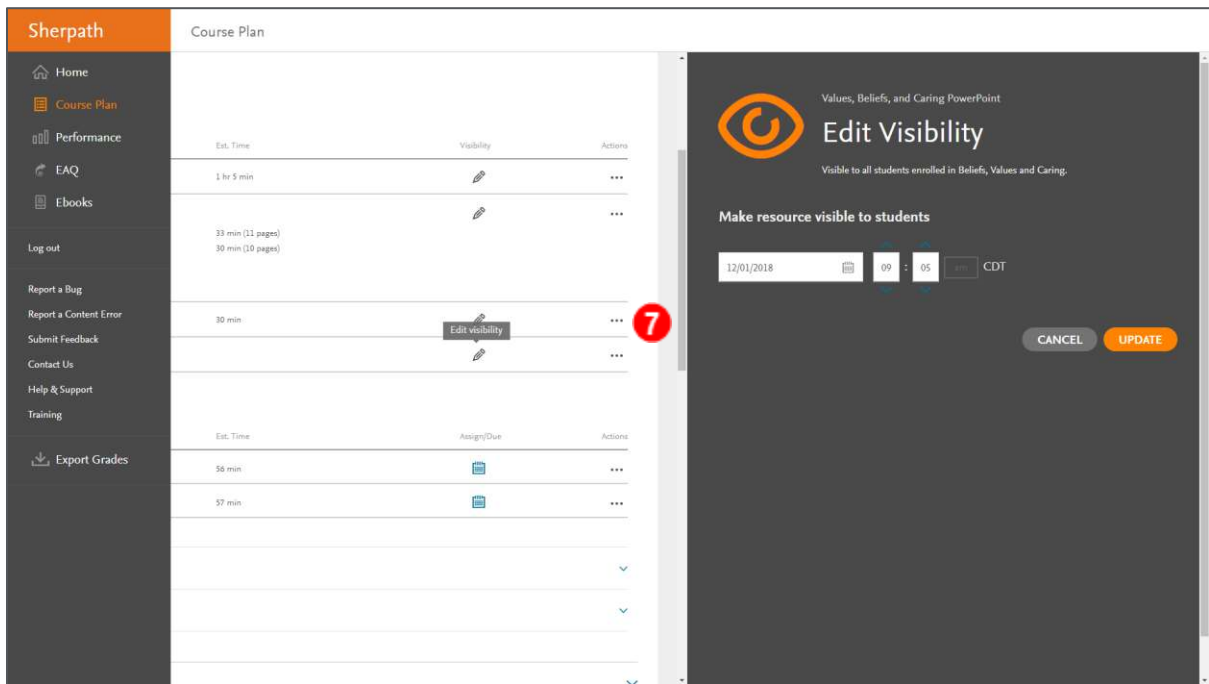 Sherpath
Course Plan
Home
Course Plan
Performance
EAQ
Ebooks
Log out
Report a Bug
Report a Content Error
Submit Feedback
Contact Us
Help & Support
Training
Export Grades
Est. Time Visibility Actions
1 hr 5 min
33 min (11 pages)
30 min (10 pages)
30 min
Edit visibility
7
Est. Time Assign/Due Actions
56 min
57 min
Values, Beliefs, and Caring PowerPoint
Edit Visibility
Visible to all students enrolled in Beliefs, Values and Caring.
Make resource visible to students
12/01/2018 09 : 05 am CDT
CANCEL UPDATE